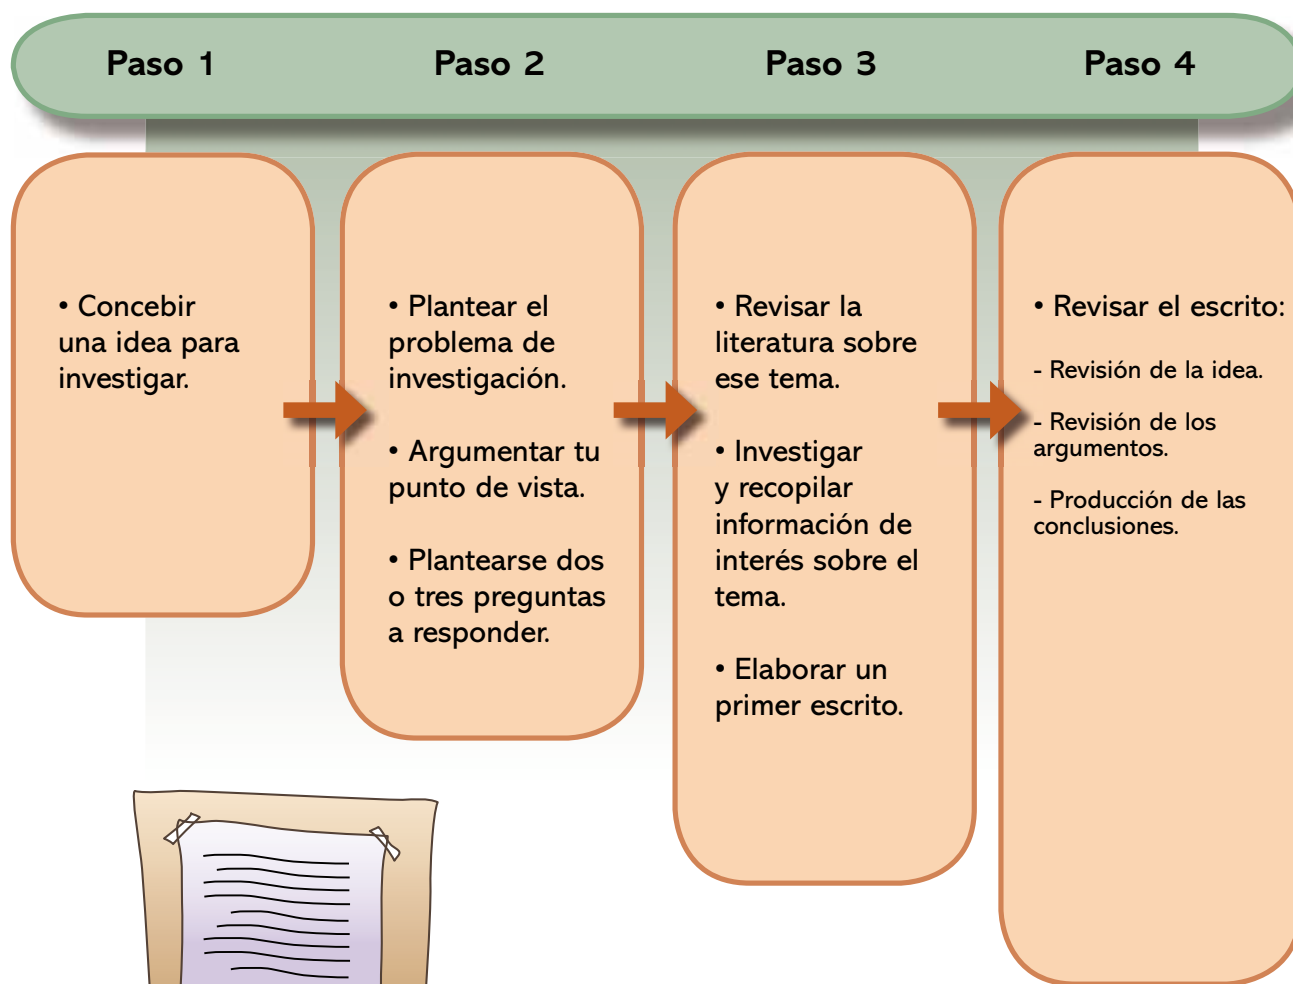 Paso 1
Paso 2
Paso 3
Paso 4
• Concebir
una idea para
investigar.
• Plantear el
problema de
investigación.
• Argumentar tu
punto de vista.
• Plantearse dos
o tres preguntas
a responder.
• Revisar la
literatura sobre
ese tema.
• Investigar
y recopilar
información de
interés sobre el
tema.
• Elaborar un
primer escrito.
• Revisar el escrito:
- Revisión de la idea.
- Revisión de los
argumentos.
- Producción de las
conclusiones.